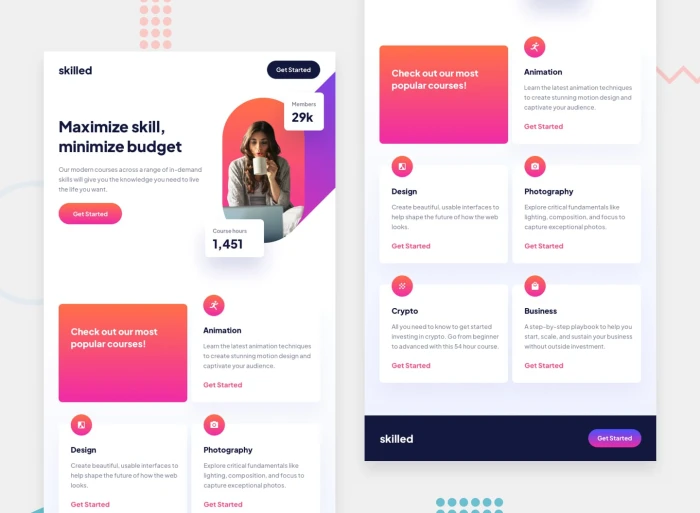 skilled
Get Started
Maximize skill,
minimize budget
Our modern courses across a range of in-demand
skills will give you the knowledge you need to live
the life you want.
Get Started
Members
29k
Course hours
1,451
Check out our most
popular courses!
Animation
Learn the latest animation techniques
to create stunning motion design and
captivate your audience.
Get Started
Design
Create beautiful, usable interfaces to
help shape the future of how the web
looks.
Get Started
Photography
Explore critical fundamentals like
lighting, composition, and focus to
capture exceptional photos.
Get Started
Check out our most
popular courses!
Animation
Learn the latest animation techniques
to create stunning motion design and
captivate your audience.
Get Started
Design
Create beautiful, usable interfaces to
help shape the future of how the web
looks.
Get Started
Photography
Explore critical fundamentals like
lighting, composition, and focus to
capture exceptional photos.
Get Started
Crypto
All you need to know to get started
investing in crypto. Go from beginner
to advanced with this 54 hour course.
Get Started
Business
A step-by-step playbook to help you
start, scale, and sustain your business
without outside investment.
Get Started
skilled
Get Started